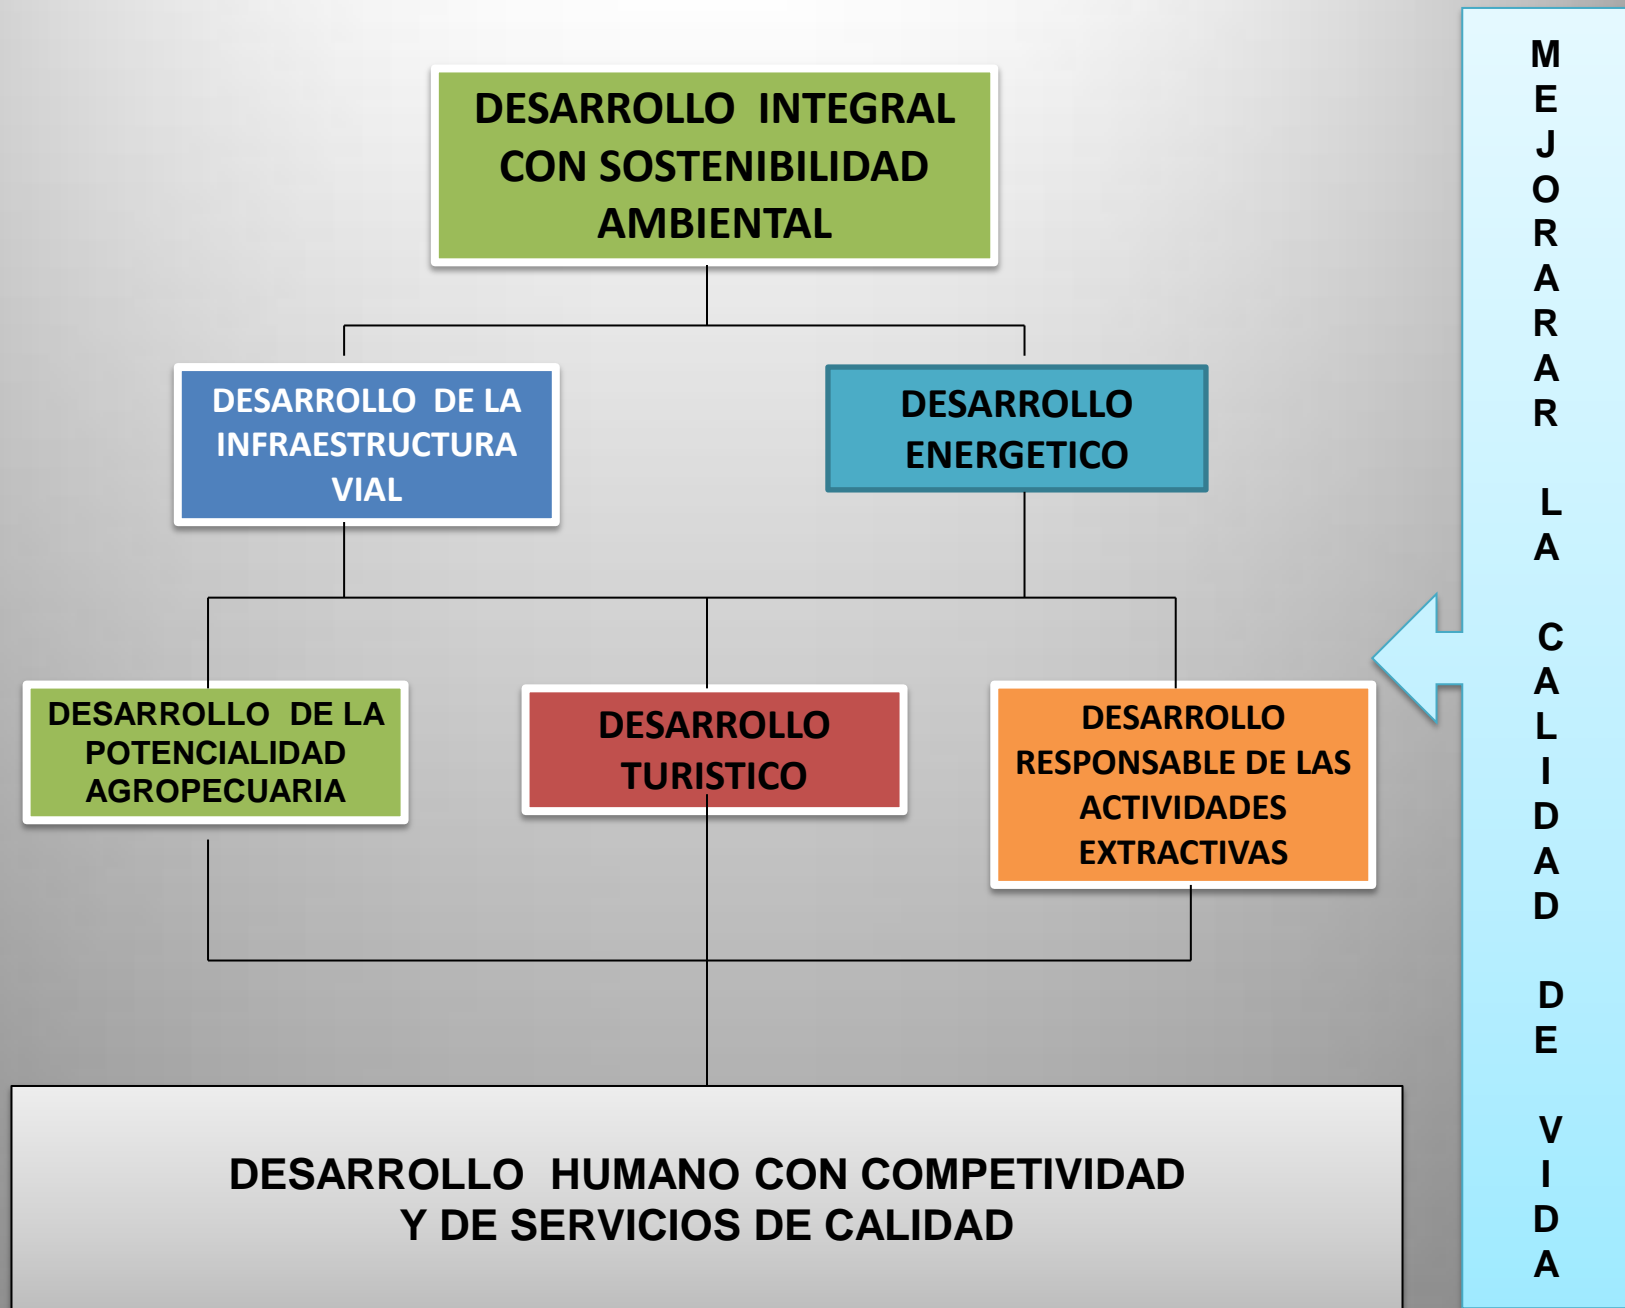 DESARROLLO INTEGRAL
CON SOSTENIBILIDAD
AMBIENTAL
DESARROLLO DE LA
INFRAESTRUCTURA
VIAL
DESARROLLO
ENERGETICO
DESARROLLO DE LA
POTENCIALIDAD
AGROPECUARIA
DESARROLLO
TURISTICO
DESARROLLO
RESPONSABLE DE LAS
ACTIVIDADES
EXTRACTIVAS
DESARROLLO HUMANO CON COMPETIVIDAD
Y DE SERVICIOS DE CALIDAD
MEJORARAR LA CALIDAD DE VIDA